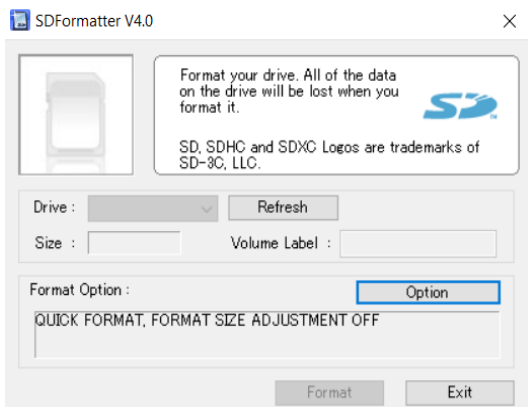 SDFormatter V4.0
Format your drive. All of the data
on the drive will be lost when you
format it.
SD, SDHC and SDXC Logos are trademarks of
SD-3C, LLC.
Drive :
Refresh
Size :
Volume Label :
Format Option :
Option
QUICK FORMAT, FORMAT SIZE ADJUSTMENT OFF
Format
Exit